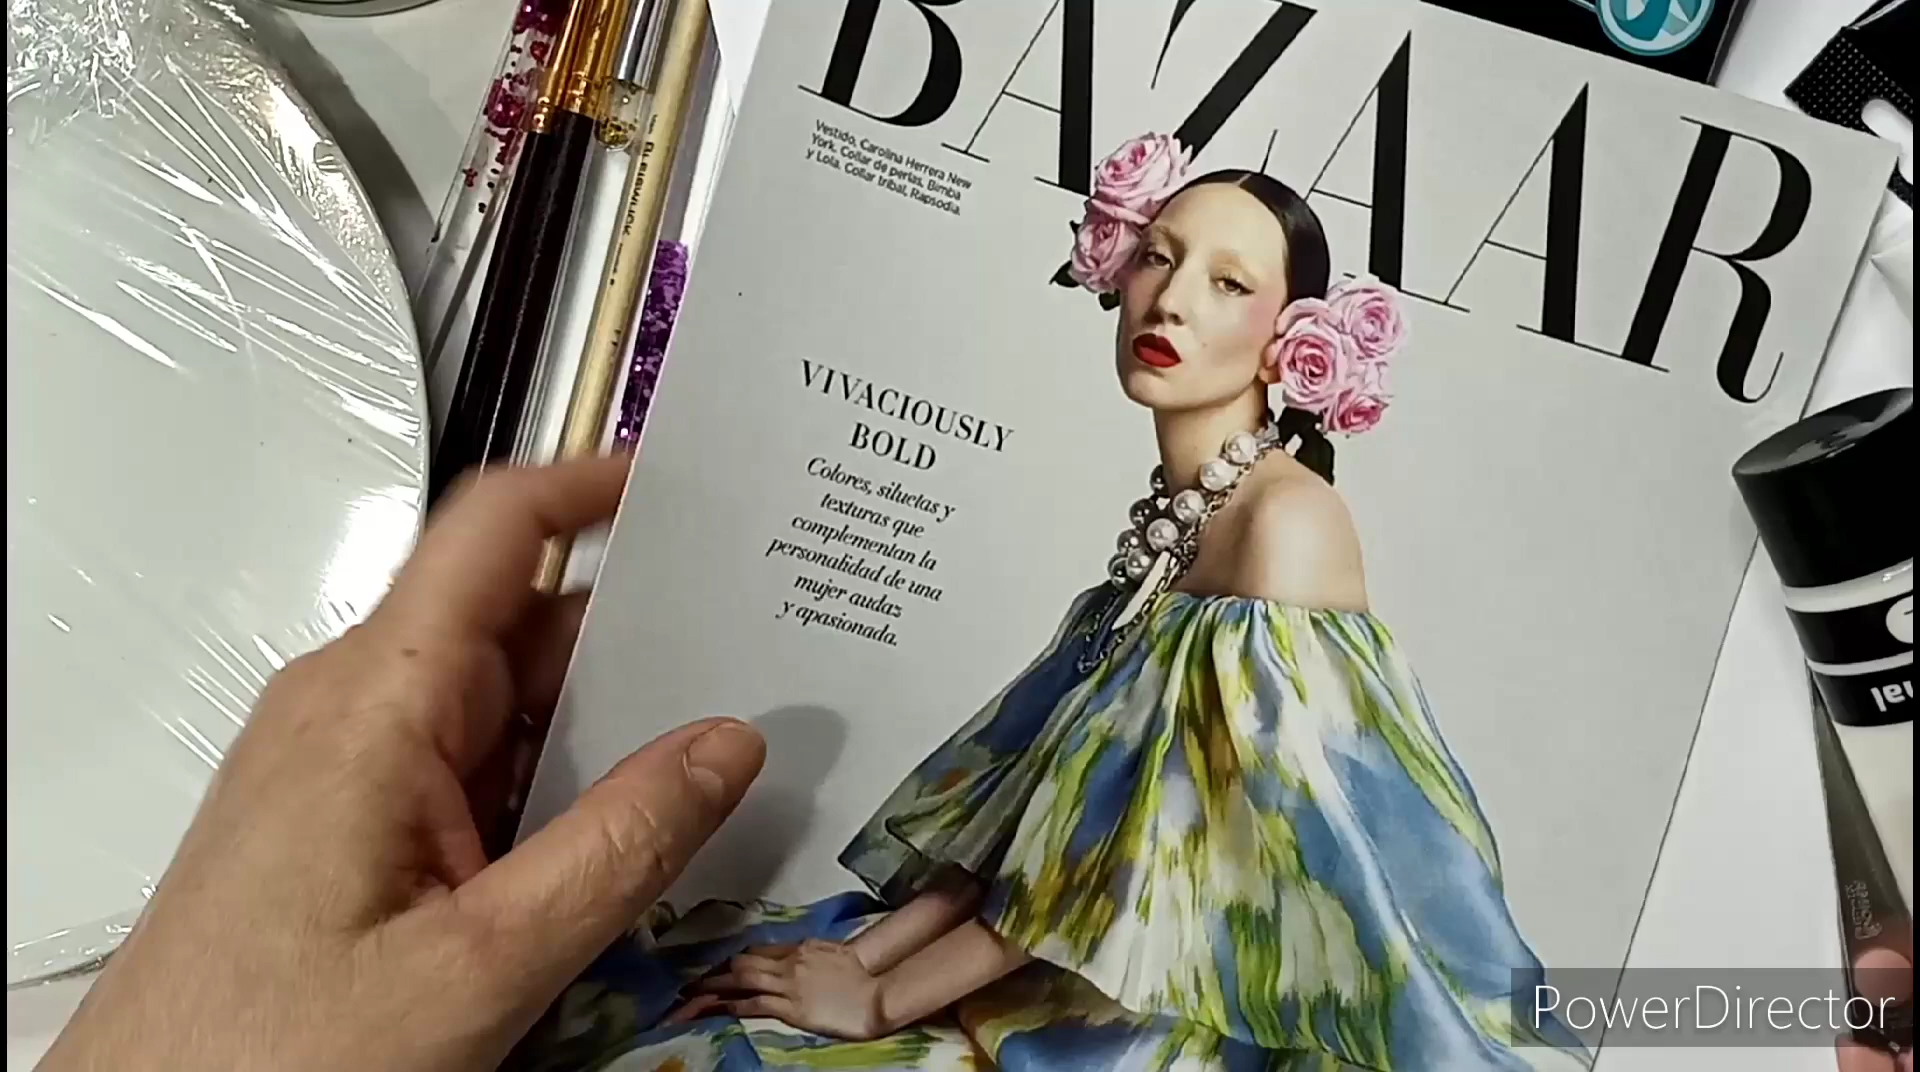 BAZAAR
Vestido, Carolina Herrera New
York. Collar de perlas, Bimba
y Lola. Collar tribal, Rapsodia.
VIVACIOUSLY
BOLD
Colores, siluetas y
texturas que
complementan la
personalidad de una
mujer audaz
y apasionada.
PowerDirector